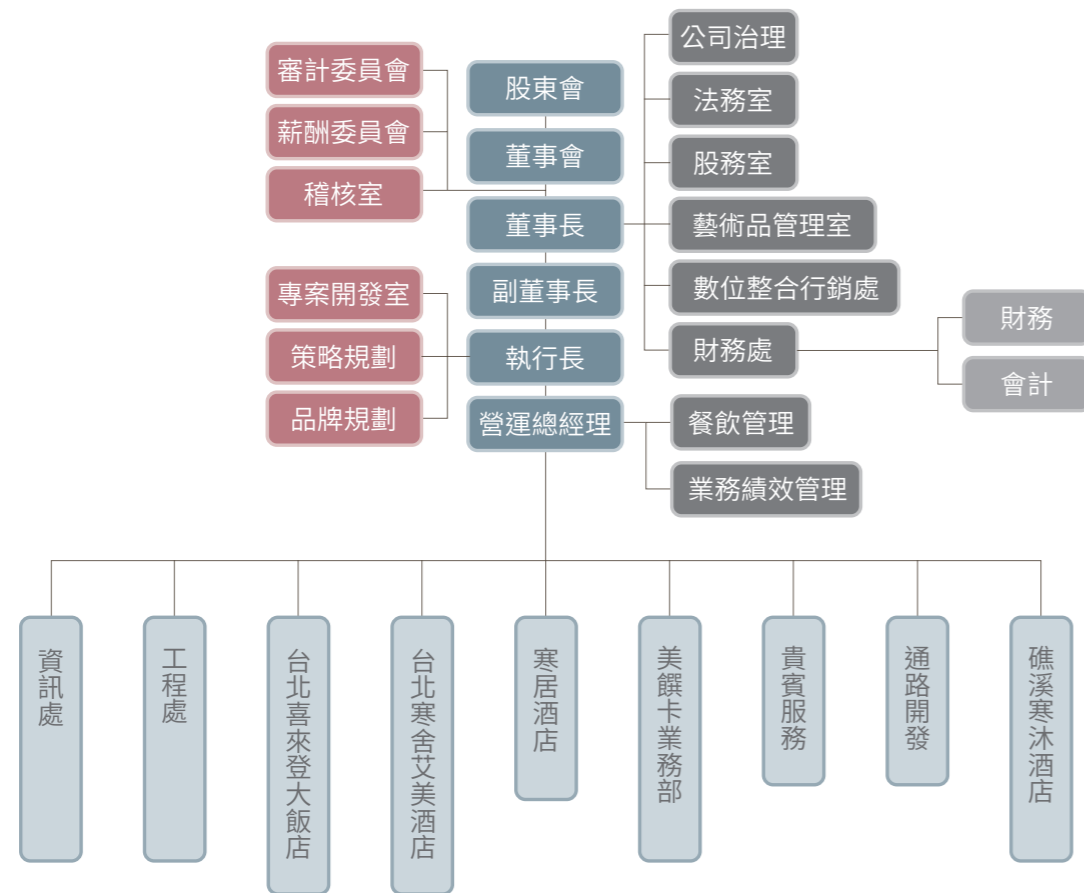 股東會
董事會
董事長
副董事長
執行長
營運總經理
審計委員會
薪酬委員會
稽核室
專案開發室
策略規劃
品牌規劃
公司治理
法務室
股務室
藝術品管理室
數位整合行銷處
財務處
財務
會計
餐飲管理
業務績效管理
資訊處
工程處
台北喜來登大飯店
台北寒舍艾美酒店
寒居酒店
美饌卡業務部
貴賓服務
通路開發
礁溪寒沐酒店